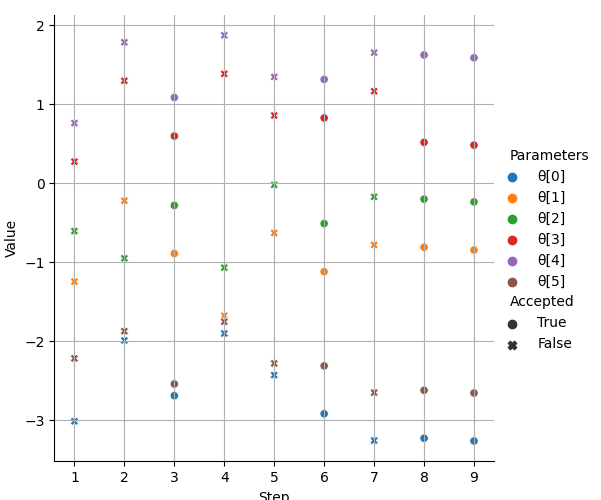 2
1
0
−1
−2
−3
Value
1 2 3 4 5 6 7 8 9
Step
Parameters
θ[0]
θ[1]
θ[2]
θ[3]
θ[4]
θ[5]
Accepted
True
False